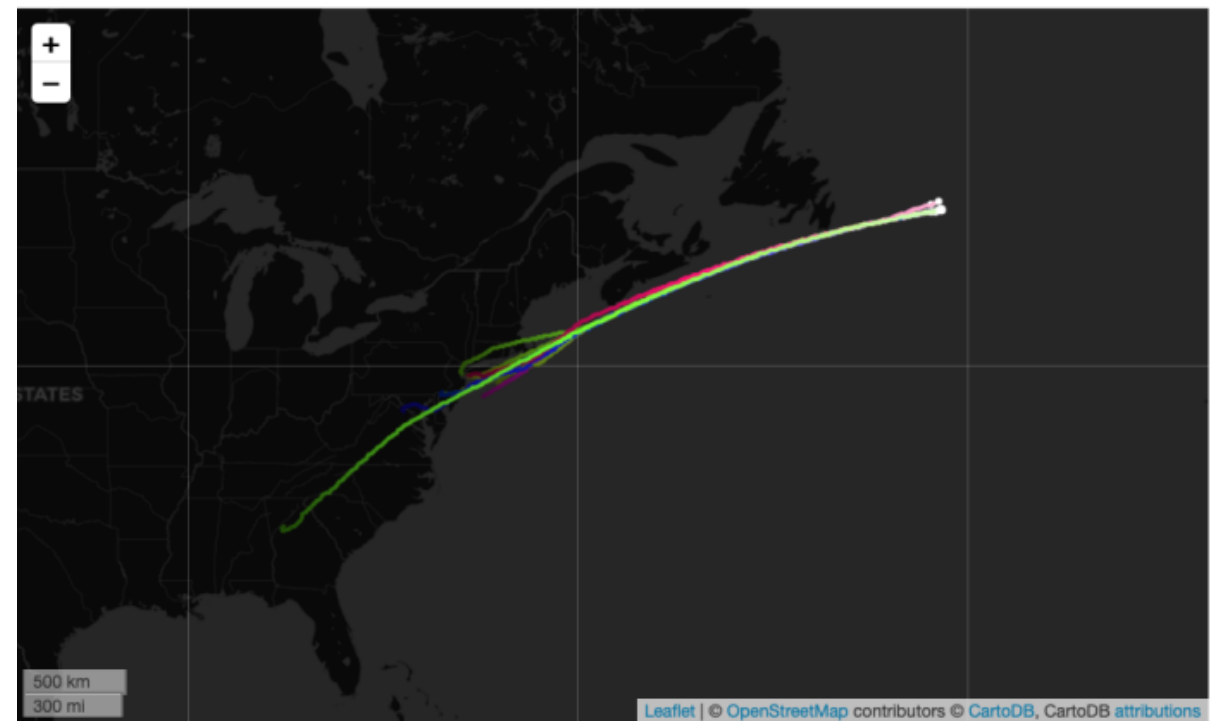 +
−
STATES
500 km
300 mi
Leaflet | © OpenStreetMap contributors © CartoDB, CartoDB attributions